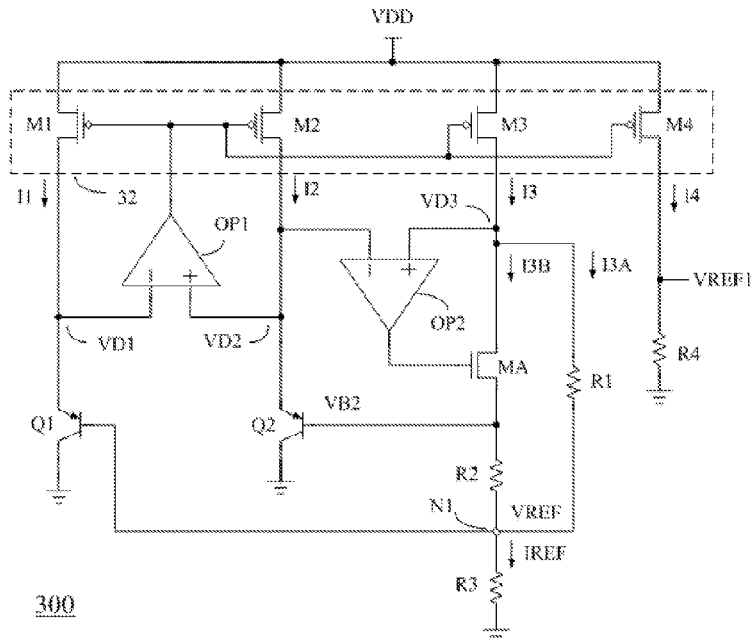 VDD
M1
M2
M3
M4
I1
32
I2
I3
I4
OP1
VD3
I3B
I3A
VREF1
OP2
VD1
VD2
MA
R1
R4
Q1
Q2
VB2
R2
N1
VREF
IREF
R3
300